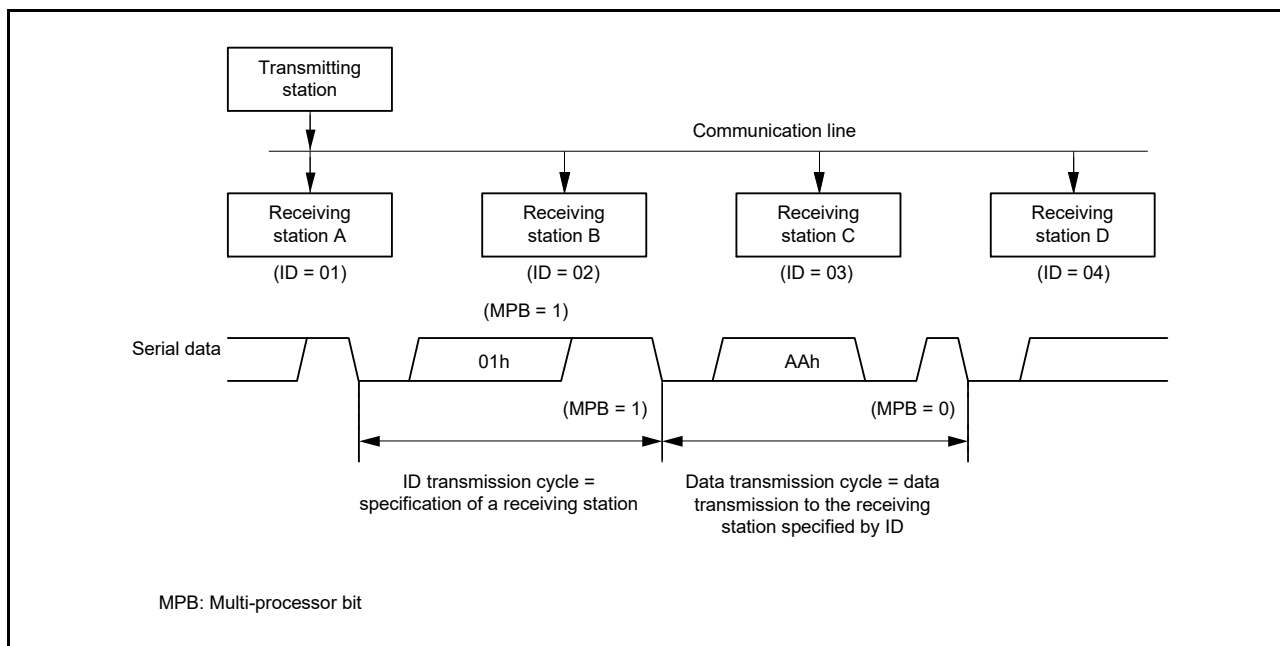 Transmitting
station
Communication line
Receiving
station A
Receiving
station B
Receiving
station C
Receiving
station D
(ID = 01)
(ID = 02)
(ID = 03)
(ID = 04)
(MPB = 1)
Serial data
01h
AAh
(MPB = 1)
(MPB = 0)
ID transmission cycle =
specification of a receiving station
Data transmission cycle = data
transmission to the receiving
station specified by ID
MPB: Multi-processor bit